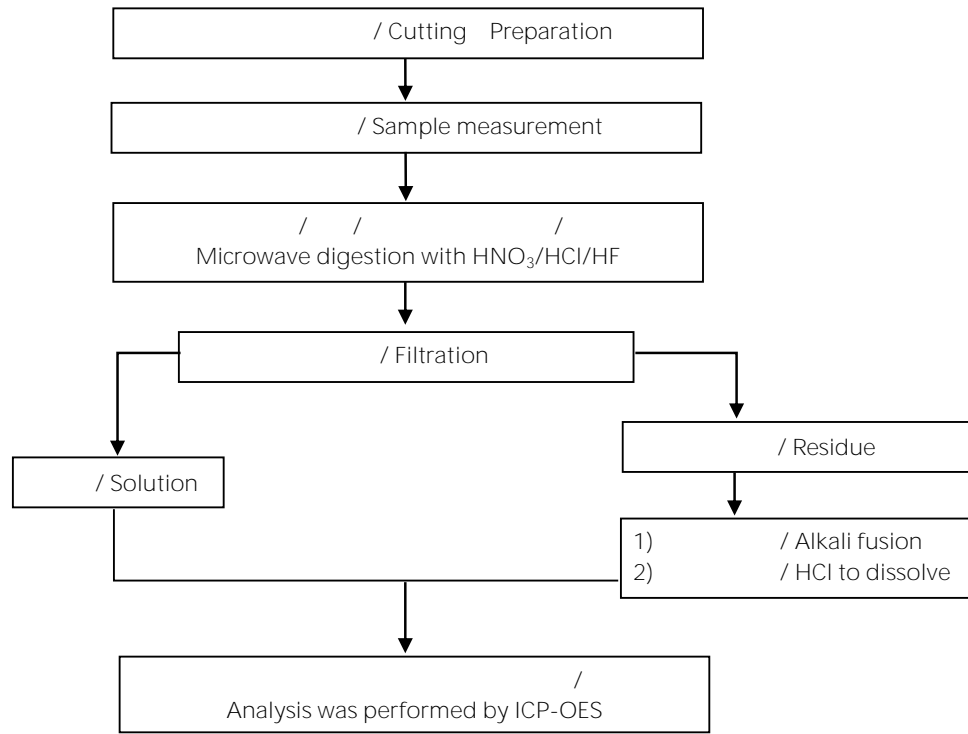 / Cutting Preparation
/ Sample measurement
/ / /
Microwave digestion with HNO₃/HCl/HF
/ Filtration
/ Solution
/ Residue
1) / Alkali fusion
2) / HCl to dissolve
/
Analysis was performed by ICP-OES